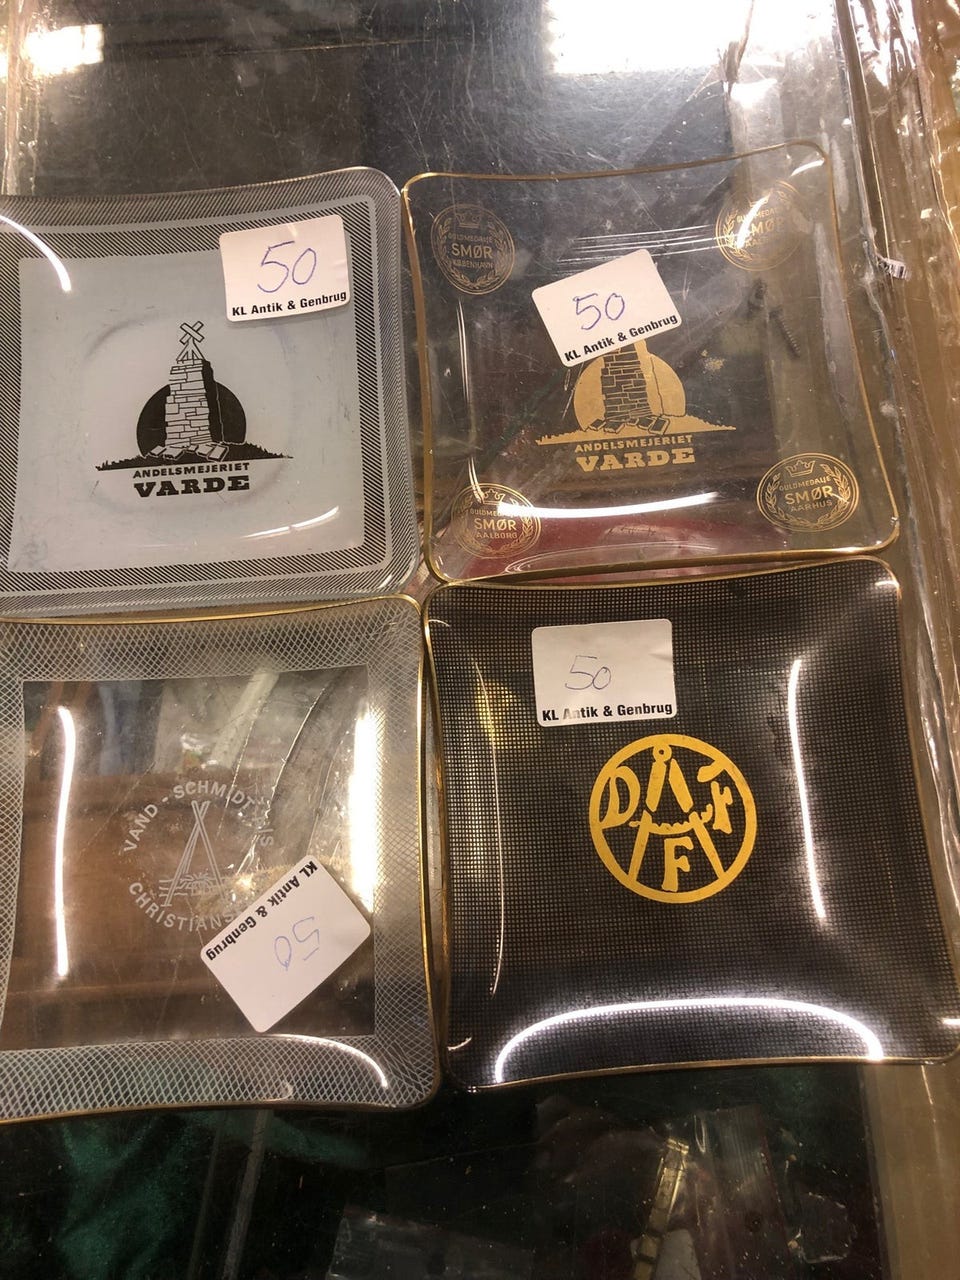 50
KL Antik & Genbrug
ANDELSMEJERIET
VARDE
GULDMEDALJE
SMØR
KØBENHAVN
GULDMEDALJE
SMØR
50
KL Antik & Genbrug
ANDELSMEJERIET
VARDE
GULDMEDALJE
SMØR
AALBORG
GULDMEDALJE
SMØR
AARHUS
VAND-SCHMIDT
CHRISTIANS
50
KL Antik & Genbrug
50
KL Antik & Genbrug
DÅFF